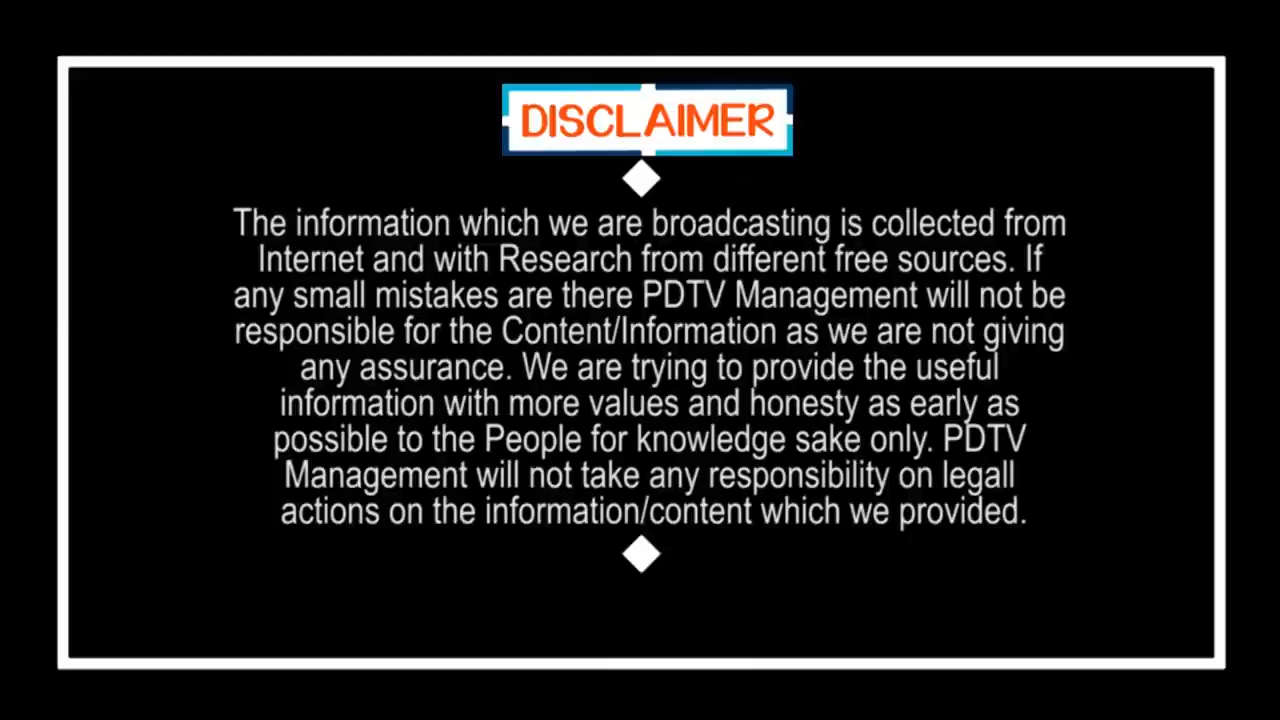 DISCLAIMER
The information which we are broadcasting is collected from
Internet and with Research from different free sources. If
any small mistakes are there PDTV Management will not be
responsible for the Content/Information as we are not giving
any assurance. We are trying to provide the useful
information with more values and honesty as early as
possible to the People for knowledge sake only. PDTV
Management will not take any responsibility on legall
actions on the information/content which we provided.